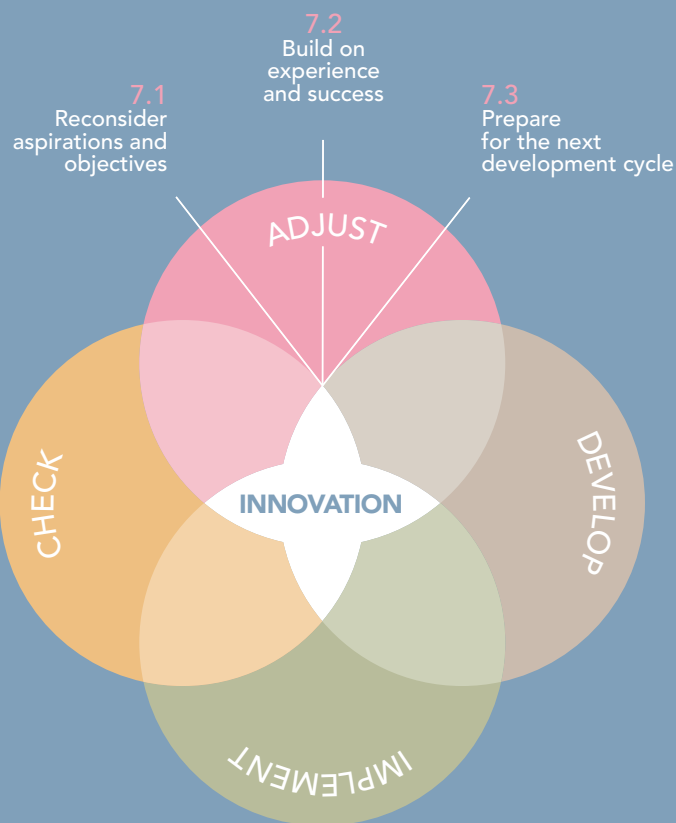 7.1
Reconsider
aspirations and
objectives
7.2
Build on
experience
and success
7.3
Prepare
for the next
development cycle
ADJUST
CHECK
INNOVATION
DEVELOP
IMPLEMENT